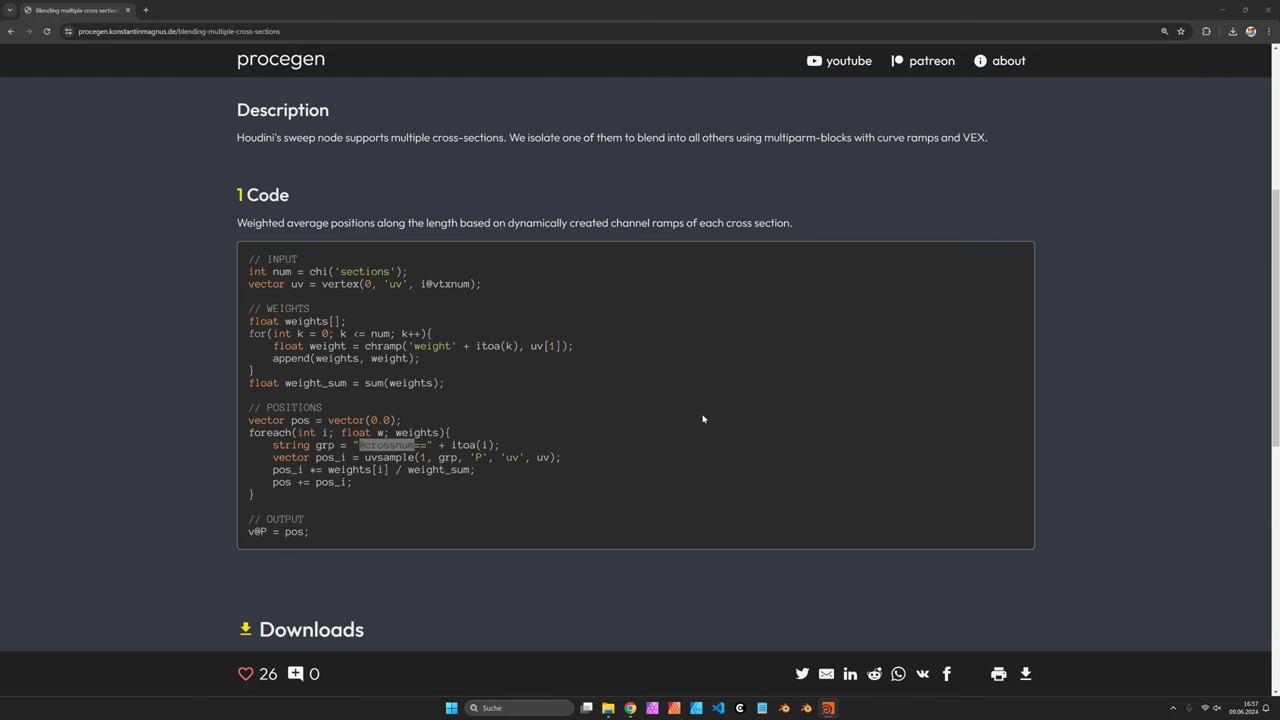 Blending multiple cross section
procegen.konstantinmagnus.de/blending-multiple-cross-sections
procegen
youtube
patreon
about
Description
Houdini's sweep node supports multiple cross-sections. We isolate one of them to blend into all others using multiparm-blocks with curve ramps and VEX.
1 Code
Weighted average positions along the length based on dynamically created channel ramps of each cross section.
// INPUT
int num = chi('sections');
vector uv = vertex(0, 'uv', i@vtxnum);
// WEIGHTS
float weights[];
for(int k = 0; k <= num; k++){
float weight = chramp('weight' + itoa(k), uv[1]);
append(weights, weight);
}
float weight_sum = sum(weights);
// POSITIONS
vector pos = vector(0.0);
foreach(int i; float w; weights){
string grp = "@crossnum==" + itoa(i);
vector pos_i = uvsample(1, grp, 'P', 'uv', uv);
pos_i *= weights[i] / weight_sum;
pos += pos_i;
}
// OUTPUT
v@P = pos;
Downloads
26
0
Suche
16:57
09.06.2024